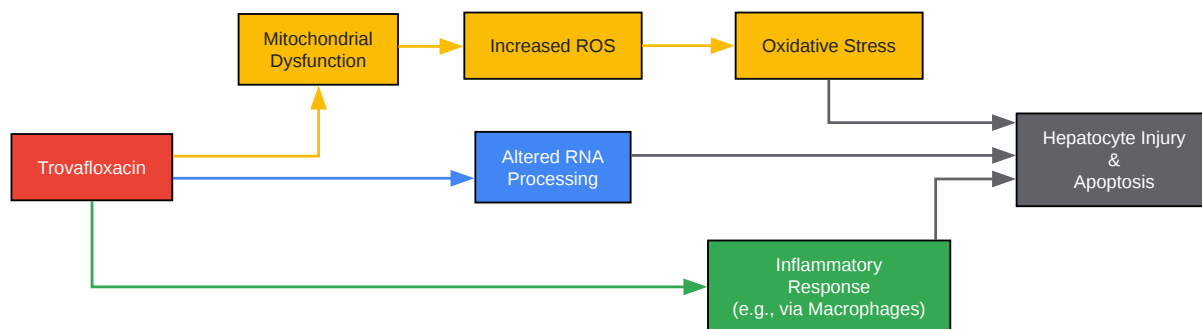 Mitochondrial
Dysfunction
Increased ROS
Oxidative Stress
Trovafloxacin
Altered RNA
Processing
Hepatocyte Injury
&
Apoptosis
Inflammatory
Response
(e.g., via Macrophages)